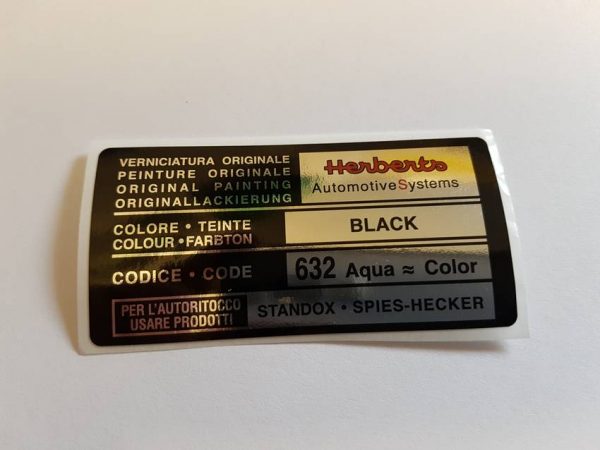 VERNICIATURA ORIGINALE
PEINTURE ORIGINALE
ORIGINAL PAINTING
ORIGINALLACKIERUNG
Herberts
AutomotiveSystems
COLORE • TEINTE
COLOUR • FARBTON
BLACK
CODICE • CODE
632 Aqua ≈ Color
PER L'AUTORITOCCO
USARE PRODOTTI
STANDOX • SPIES-HECKER